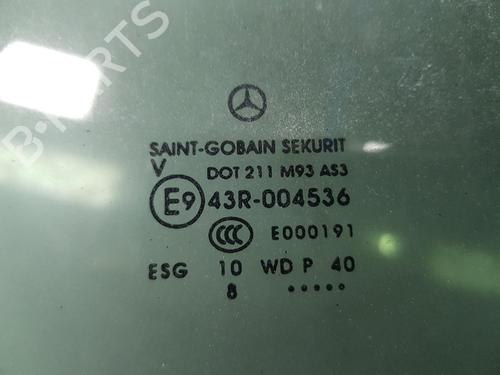 B-PARTS
SAINT-GOBAIN SEKURIT
V DOT 211 M93 AS3
E9 43R-004536
CCC E000191
ESG 10 WD P 40
8 .....